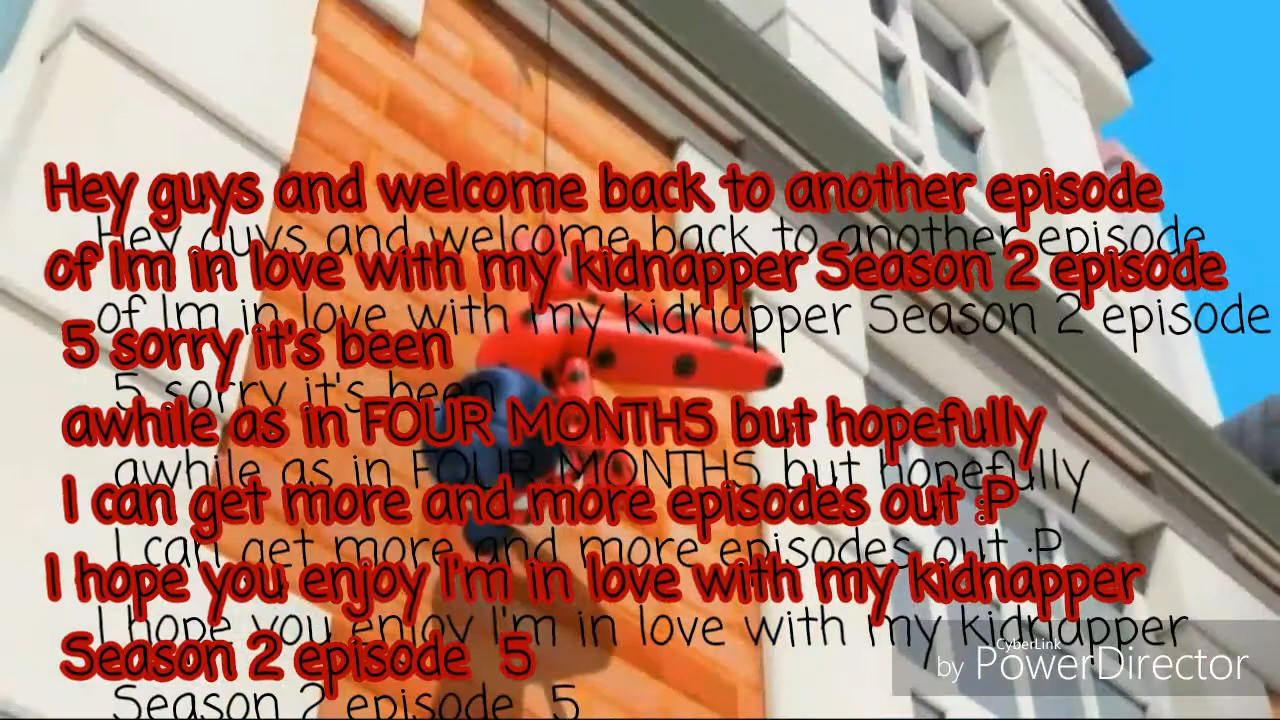 Hey guys and welcome back to another episode
of Im in love with my kidnapper Season 2 episode
5 sorry it's been
awhile as in FOUR MONTHS but hopefully
I can get more and more episodes out :P
I hope you enjoy I'm in love with my kidnapper
Season 2 episode 5
CyberLink
by PowerDirector